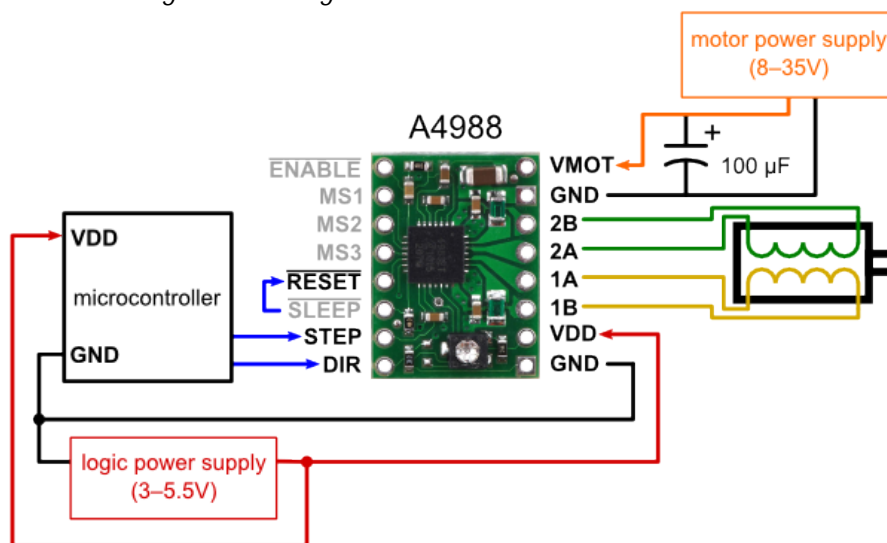 motor power supply
(8–35V)
A4988
ENABLE
MS1
MS2
MS3
RESET
SLEEP
STEP
DIR
VMOT
GND
2B
2A
1A
1B
VDD
GND
+
100 µF
VDD
microcontroller
GND
logic power supply
(3–5.5V)